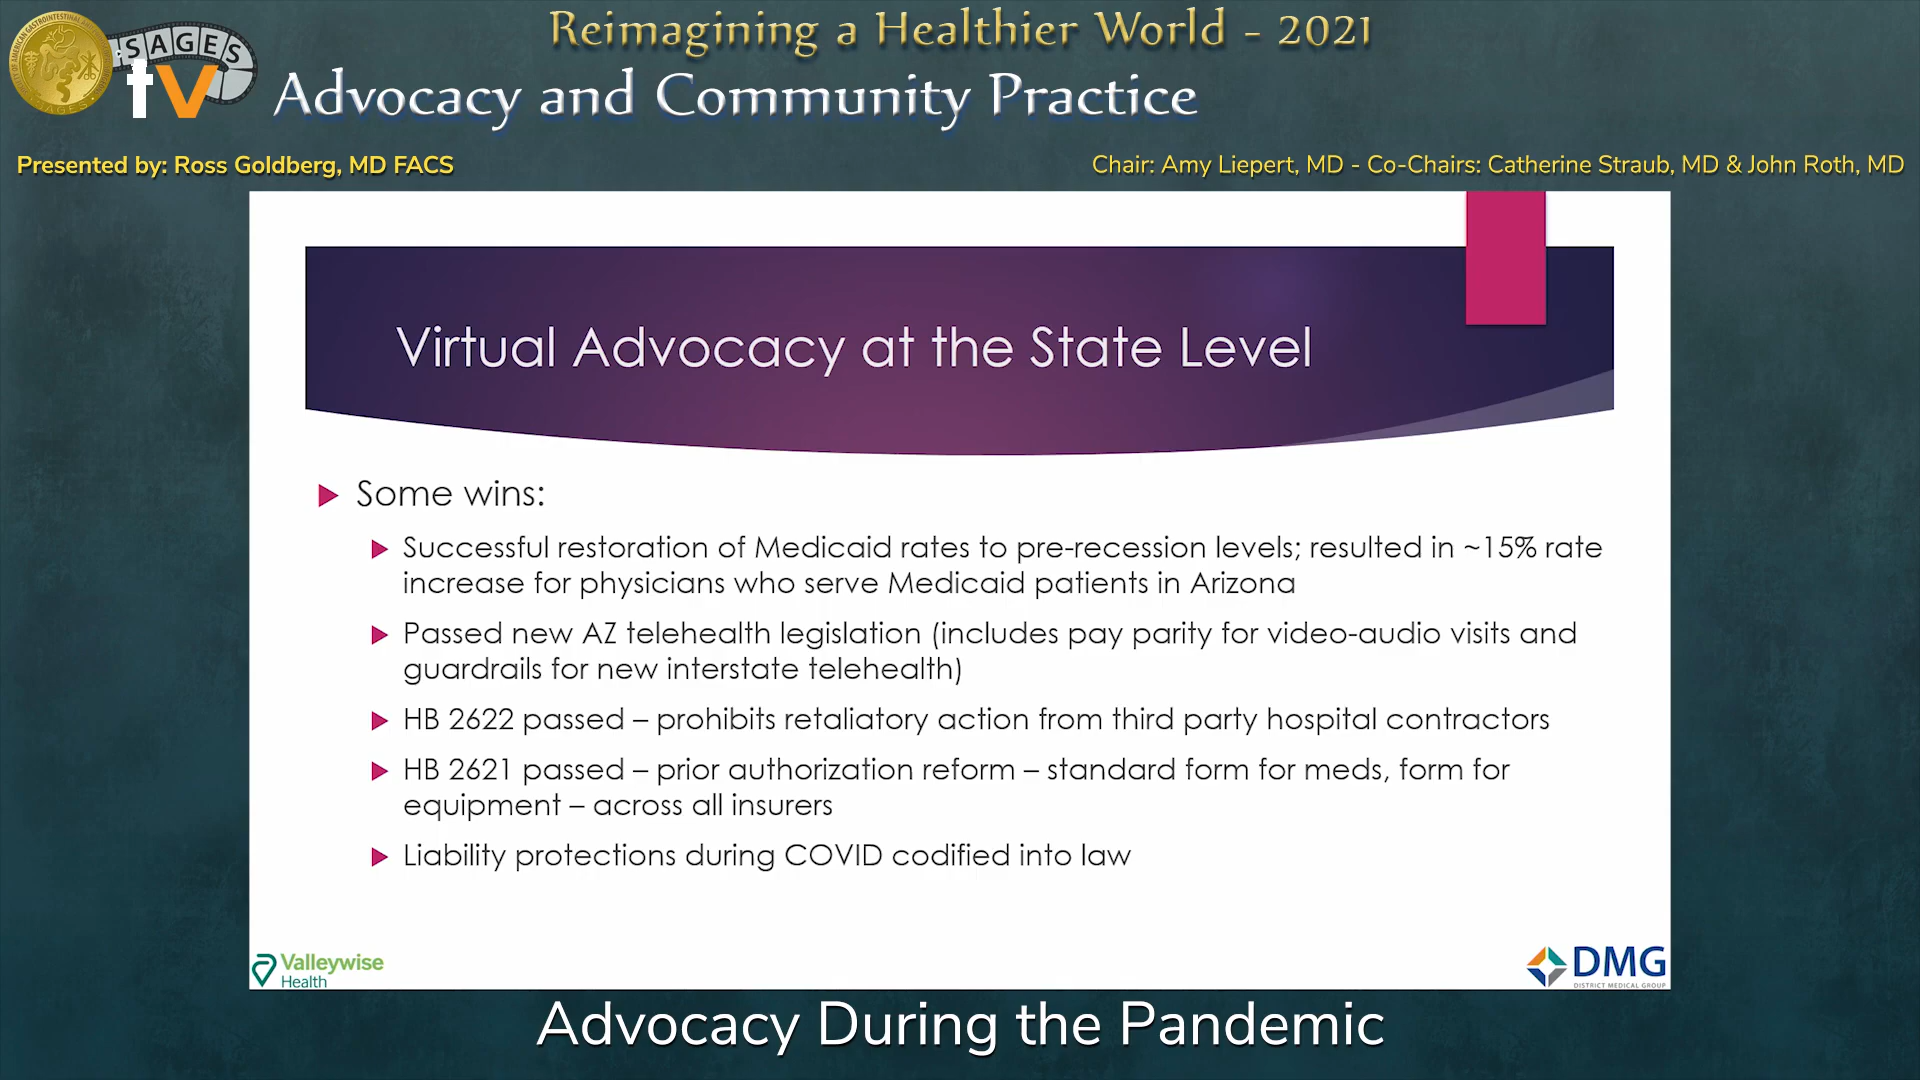 Reimagining a Healthier World - 2021
SAGES
tv
Advocacy and Community Practice
Presented by: Ross Goldberg, MD FACS
Chair: Amy Liepert, MD - Co-Chairs: Catherine Straub, MD & John Roth, MD
Virtual Advocacy at the State Level
Some wins:
Successful restoration of Medicaid rates to pre-recession levels; resulted in ~15% rate
increase for physicians who serve Medicaid patients in Arizona
Passed new AZ telehealth legislation (includes pay parity for video-audio visits and
guardrails for new interstate telehealth)
HB 2622 passed – prohibits retaliatory action from third party hospital contractors
HB 2621 passed – prior authorization reform – standard form for meds, form for
equipment – across all insurers
Liability protections during COVID codified into law
Valleywise
Health
DMG
DISTRICT MEDICAL GROUP
Advocacy During the Pandemic